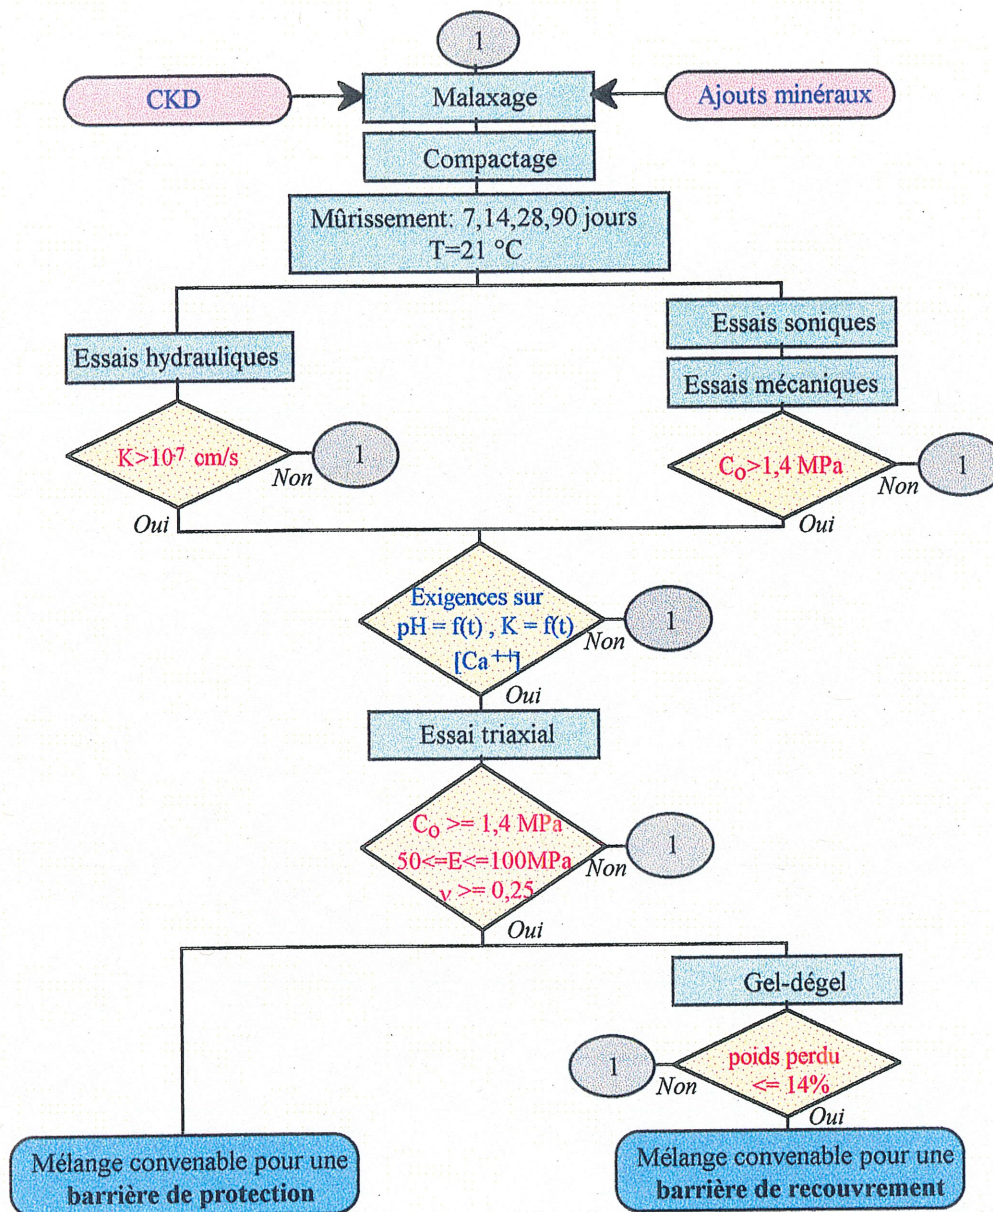 1
CKD
Malaxage
Ajouts minéraux
Compactage
Mûrissement: 7,14,28,90 jours
T=21 °C
Essais hydrauliques
Essais soniques
Essais mécaniques
K>10-7 cm/s
Non
1
Oui
Co>1,4 MPa
Non
1
Oui
Exigences sur
pH = f(t) , K = f(t)
[Ca++]
Non
1
Oui
Essai triaxial
Co >= 1,4 MPa
50<=E<=100MPa
ν >= 0,25
Non
1
Oui
Gel-dégel
poids perdu
<= 14%
Non
1
Oui
Mélange convenable pour une
barrière de protection
Mélange convenable pour une
barrière de recouvrement